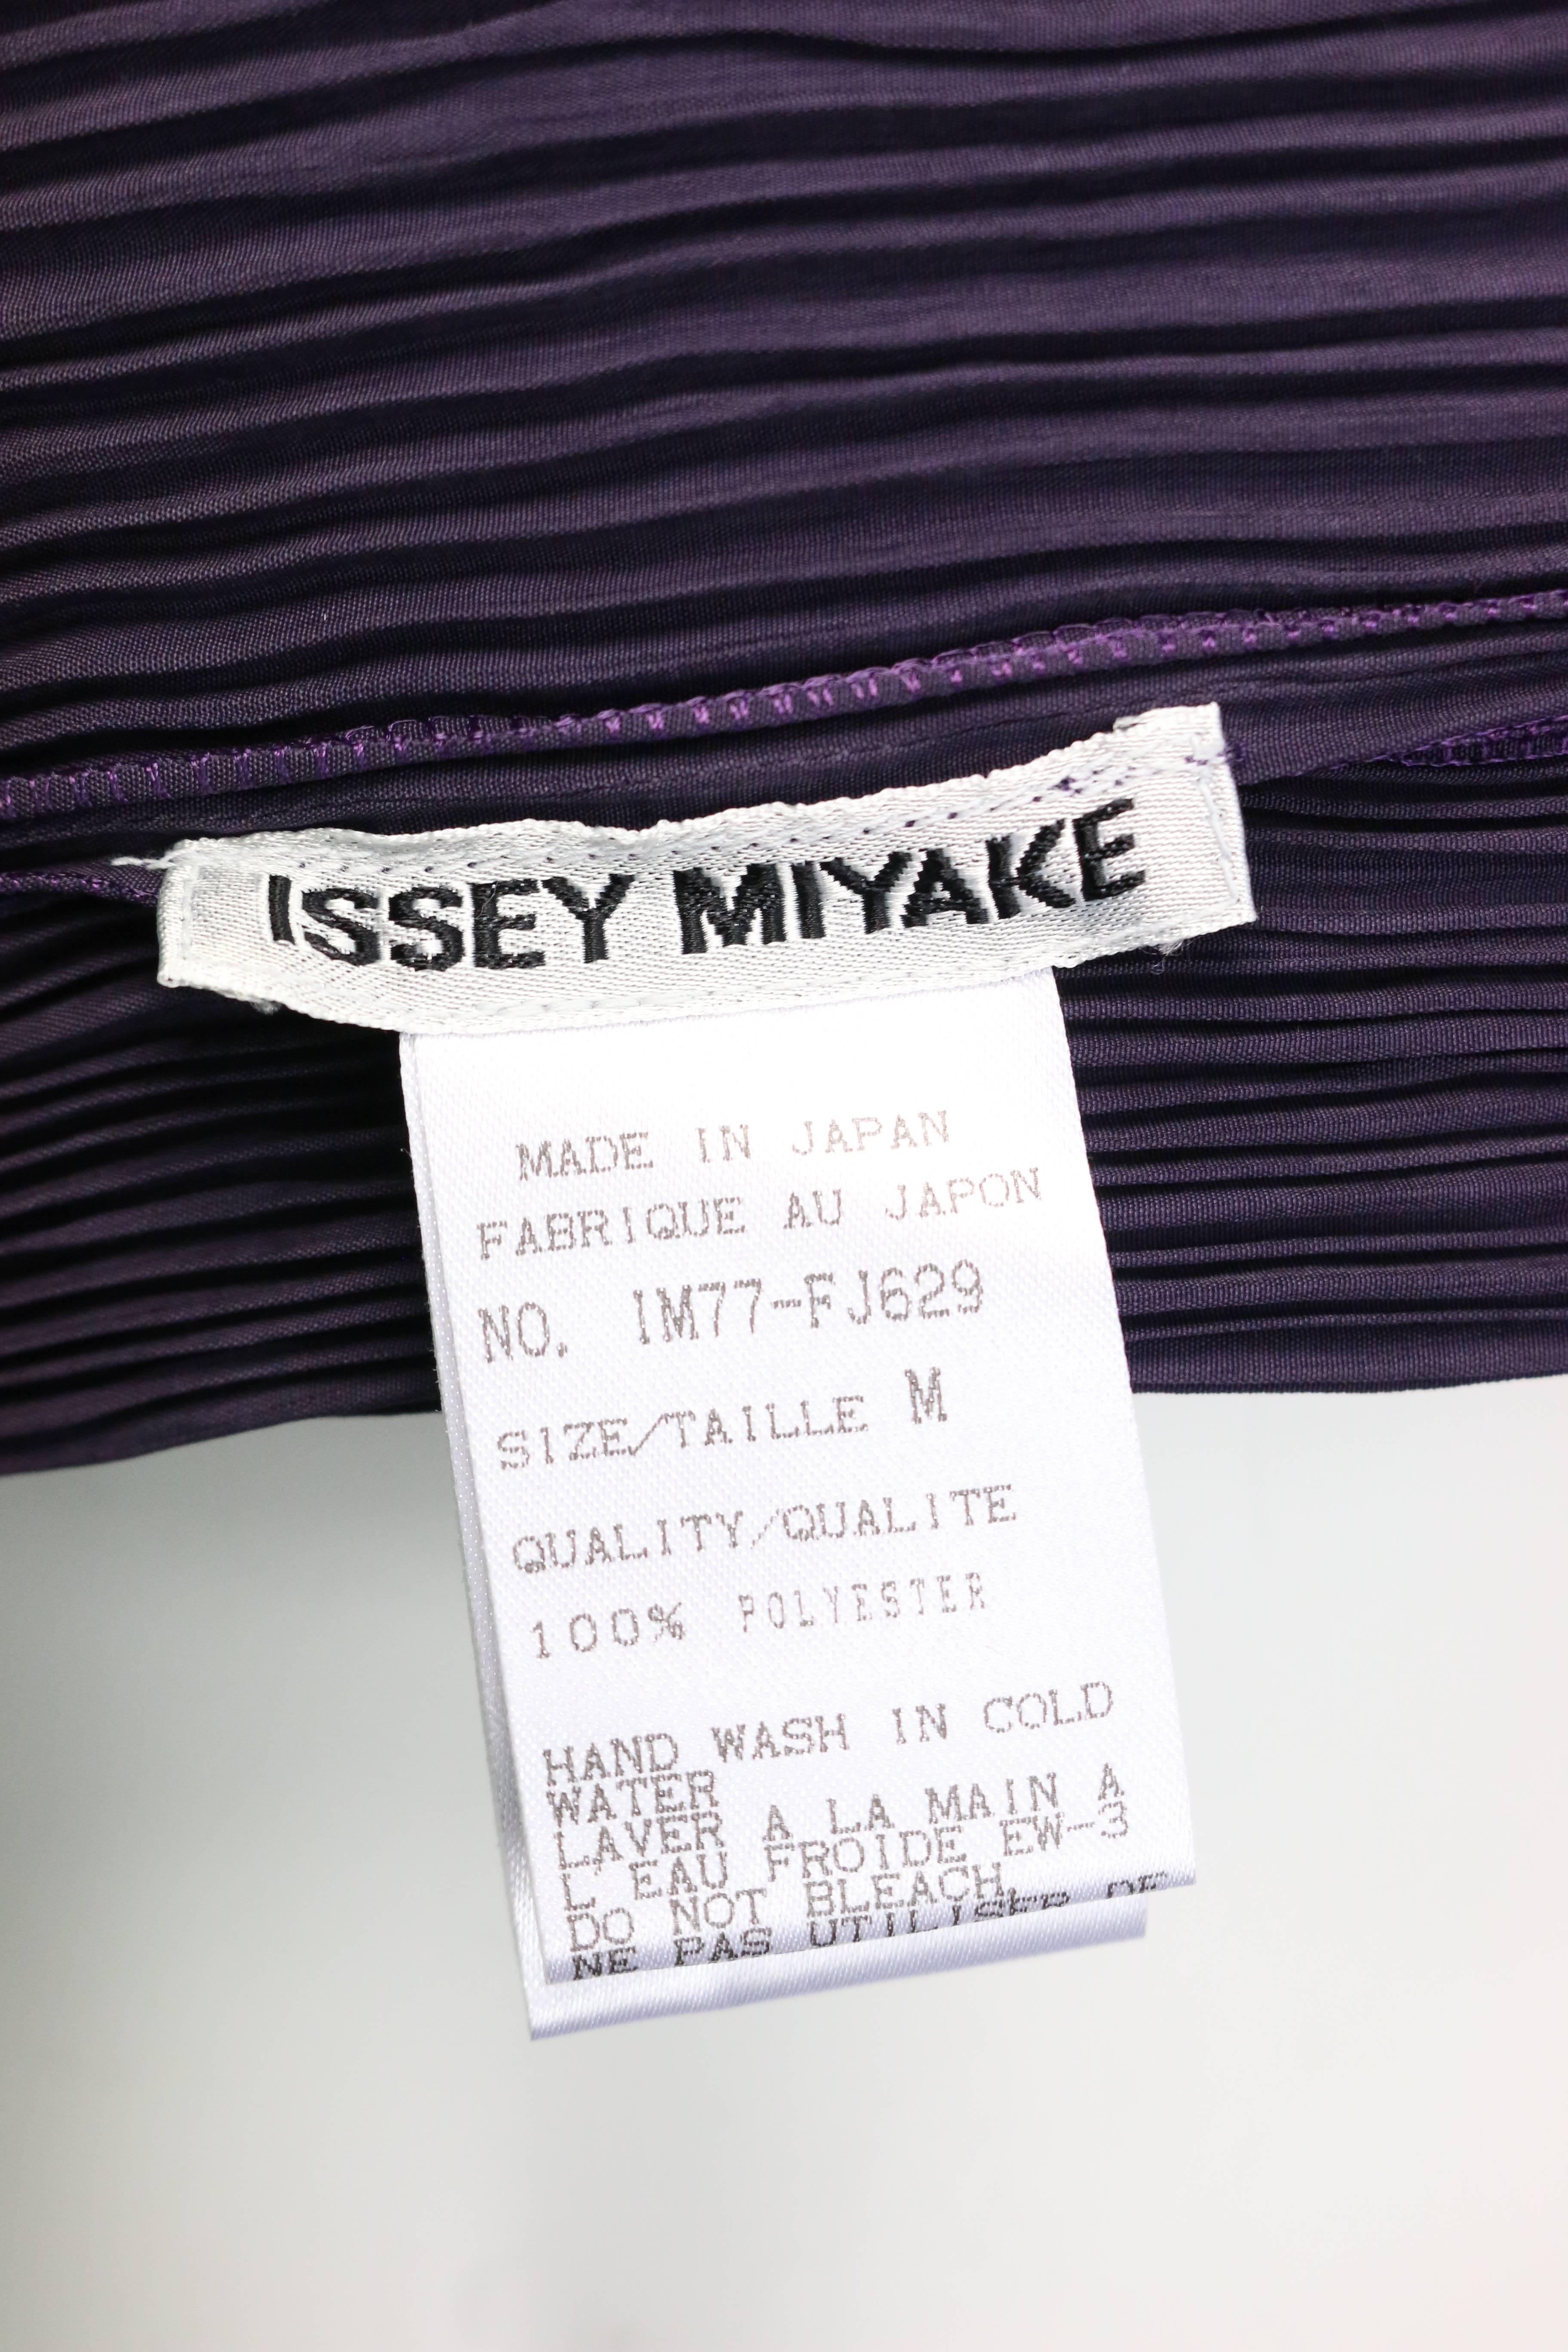 ISSEY MIYAKE
MADE IN JAPAN
FABRIQUE AU JAPON
NO. IM77-FJ629
SIZE/TAILLE M
QUALITY/QUALITE
100% POLYESTER
HAND WASH IN COLD
WATER
LAVER A LA MAIN A
L'EAU FROIDE EW-3
DO NOT BLEACH.
NE PAS UTILISER DE